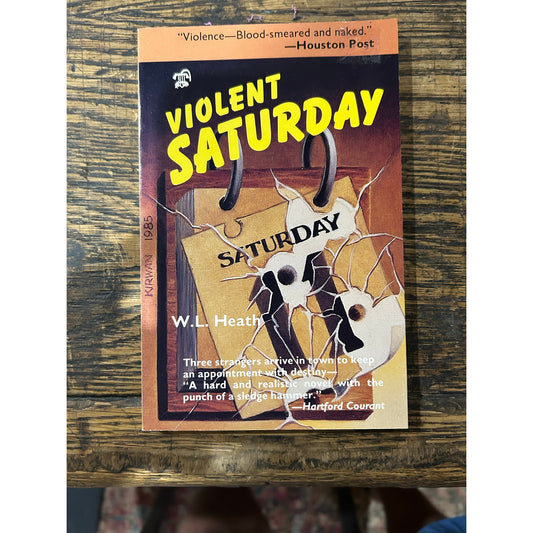 "Violence—Blood-smeared and naked."
—Houston Post
VIOLENT
SATURDAY
KIRWAN 1985
SATURDAY
W.L. Heath
Three strangers arrive in town to keep
an appointment with destiny—
"A hard and realistic novel with the
punch of a sledge hammer."
—Hartford Courant